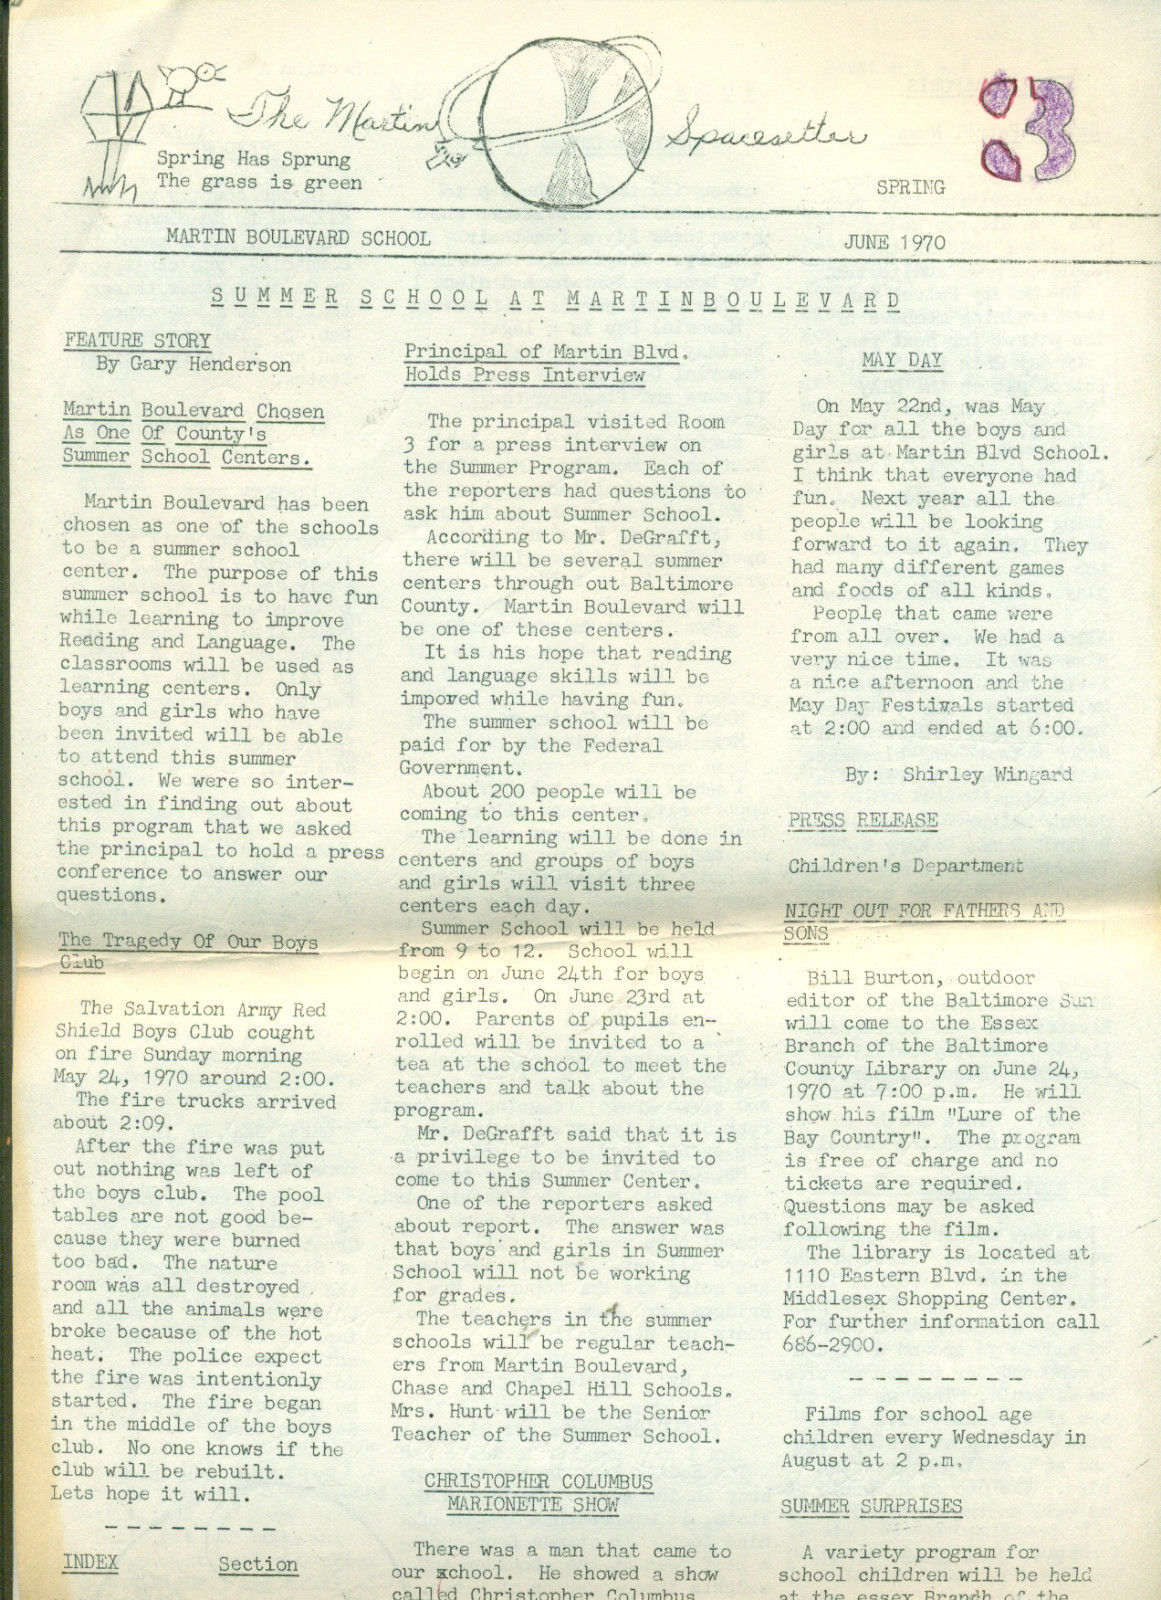 The Martin Spacesetter
3
Spring Has Sprung
The grass is green
SPRING
MARTIN BOULEVARD SCHOOL
JUNE 1970
SUMMER SCHOOL AT MARTINBOULEVARD
FEATURE STORY
By Gary Henderson
Martin Boulevard Chosen
As One Of County's
Summer School Centers.
Martin Boulevard has been
chosen as one of the schools
to be a summer school
center. The purpose of this
summer school is to have fun
while learning to improve
Reading and Language. The
classrooms will be used as
learning centers. Only
boys and girls who have
been invited will be able
to attend this summer
school. We were so inter-
ested in finding out about
this program that we asked
the principal to hold a press
conference to answer our
questions.
The Tragedy Of Our Boys
Club
The Salvation Army Red
Shield Boys Club cought
on fire Sunday morning
May 24, 1970 around 2:00.
The fire trucks arrived
about 2:09.
After the fire was put
out nothing was left of
the boys club. The pool
tables are not good be-
cause they were burned
too bad. The nature
room was all destroyed
and all the animals were
broke because of the hot
heat. The police expect
the fire was intentionly
started. The fire began
in the middle of the boys
club. No one knows if the
club will be rebuilt.
Lets hope it will.
- - - - - - - -
INDEX Section
Principal of Martin Blvd.
Holds Press Interview
The principal visited Room
3 for a press interview on
the Summer Program. Each of
the reporters had questions to
ask him about Summer School.
According to Mr. DeGrafft,
there will be several summer
centers through out Baltimore
County. Martin Boulevard will
be one of these centers.
It is his hope that reading
and language skills will be
impoved while having fun.
The summer school will be
paid for by the Federal
Government.
About 200 people will be
coming to this center.
The learning will be done in
centers and groups of boys
and girls will visit three
centers each day.
Summer School will be held
from 9 to 12. School will
begin on June 24th for boys
and girls. On June 23rd at
2:00. Parents of pupils en-
rolled will be invited to a
tea at the school to meet the
teachers and talk about the
program.
Mr. DeGrafft said that it is
a privilege to be invited to
come to this Summer Center.
One of the reporters asked
about report. The answer was
that boys and girls in Summer
School will not be working
for grades.
The teachers in the summer
schools will be regular teach-
ers from Martin Boulevard,
Chase and Chapel Hill Schools.
Mrs. Hunt will be the Senior
Teacher of the Summer School.
CHRISTOPHER COLUMBUS
MARIONETTE SHOW
There was a man that came to
our school. He showed a show
called Christopher Columbus
MAY DAY
On May 22nd, was May
Day for all the boys and
girls at Martin Blvd School.
I think that everyone had
fun. Next year all the
people will be looking
forward to it again. They
had many different games
and foods of all kinds.
People that came were
from all over. We had a
very nice time. It was
a nice afternoon and the
May Day Festivals started
at 2:00 and ended at 6:00.
By: Shirley Wingard
PRESS RELEASE
Children's Department
NIGHT OUT FOR FATHERS AND
SONS
Bill Burton, outdoor
editor of the Baltimore Sun
will come to the Essex
Branch of the Baltimore
County Library on June 24,
1970 at 7:00 p.m. He will
show his film "Lure of the
Bay Country". The program
is free of charge and no
tickets are required.
Questions may be asked
following the film.
The library is located at
1110 Eastern Blvd. in the
Middlesex Shopping Center.
For further information call
686-2900.
- - - - - - - -
Films for school age
children every Wednesday in
August at 2 p.m.
SUMMER SURPRISES
A variety program for
school children will be held
at the essex Branch of the